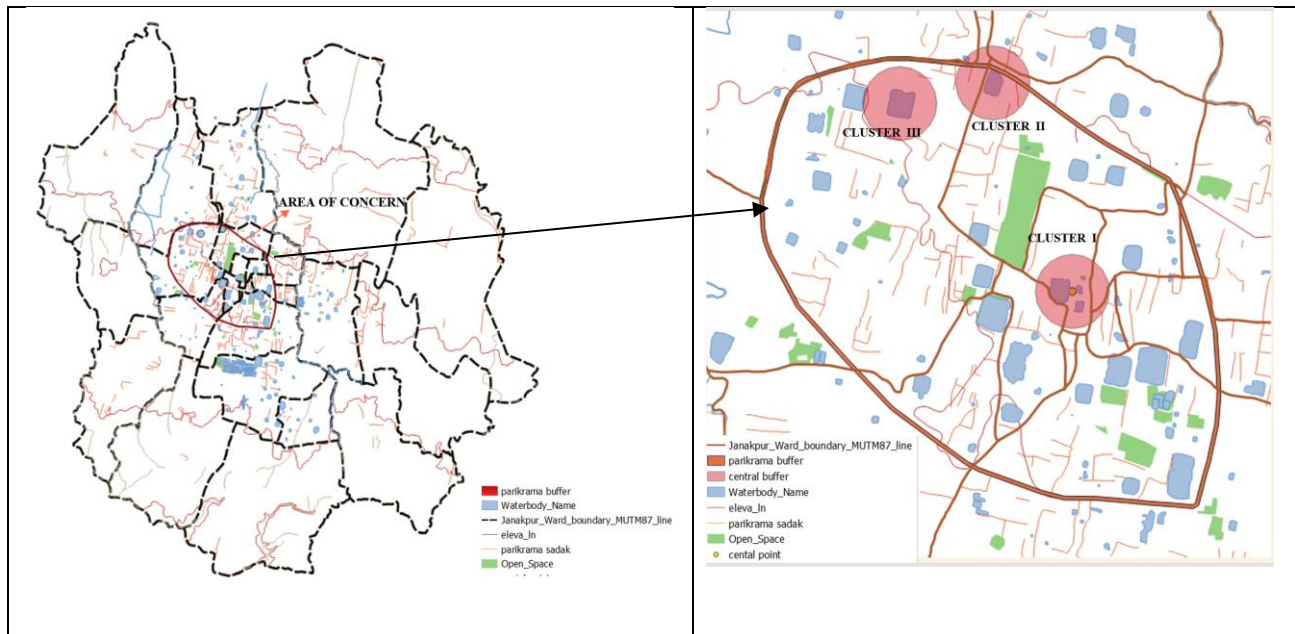 AREA OF CONCERN
parikrama buffer
Waterbody_Name
Janakpur_Ward_boundary_MUTM87_line
eleva_ln
parikrama sadak
Open_Space
CLUSTER III
CLUSTER II
CLUSTER I
Janakpur_Ward_boundary_MUTM87_line
parikrama buffer
central buffer
Waterbody_Name
eleva_ln
parikrama sadak
Open_Space
cental point